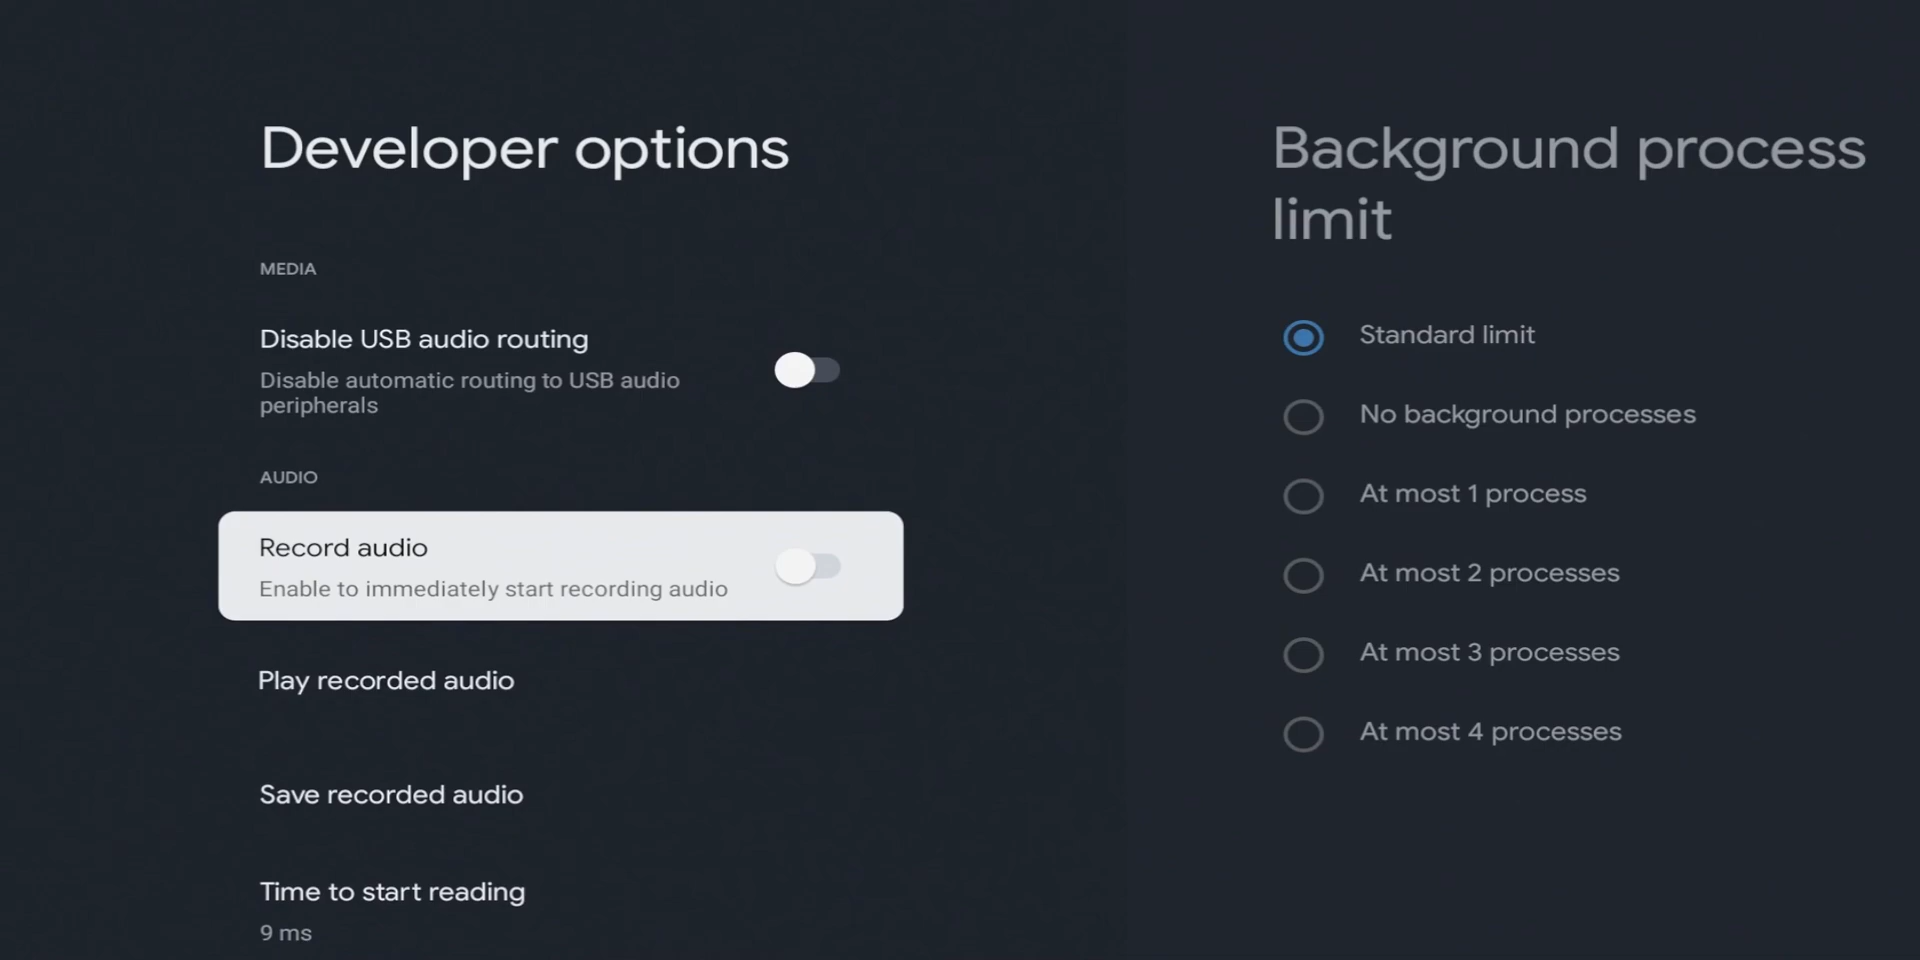 Developer options
MEDIA
Disable USB audio routing
Disable automatic routing to USB audio
peripherals
AUDIO
Record audio
Enable to immediately start recording audio
Play recorded audio
Save recorded audio
Time to start reading
9 ms
Background process
limit
Standard limit
No background processes
At most 1 process
At most 2 processes
At most 3 processes
At most 4 processes